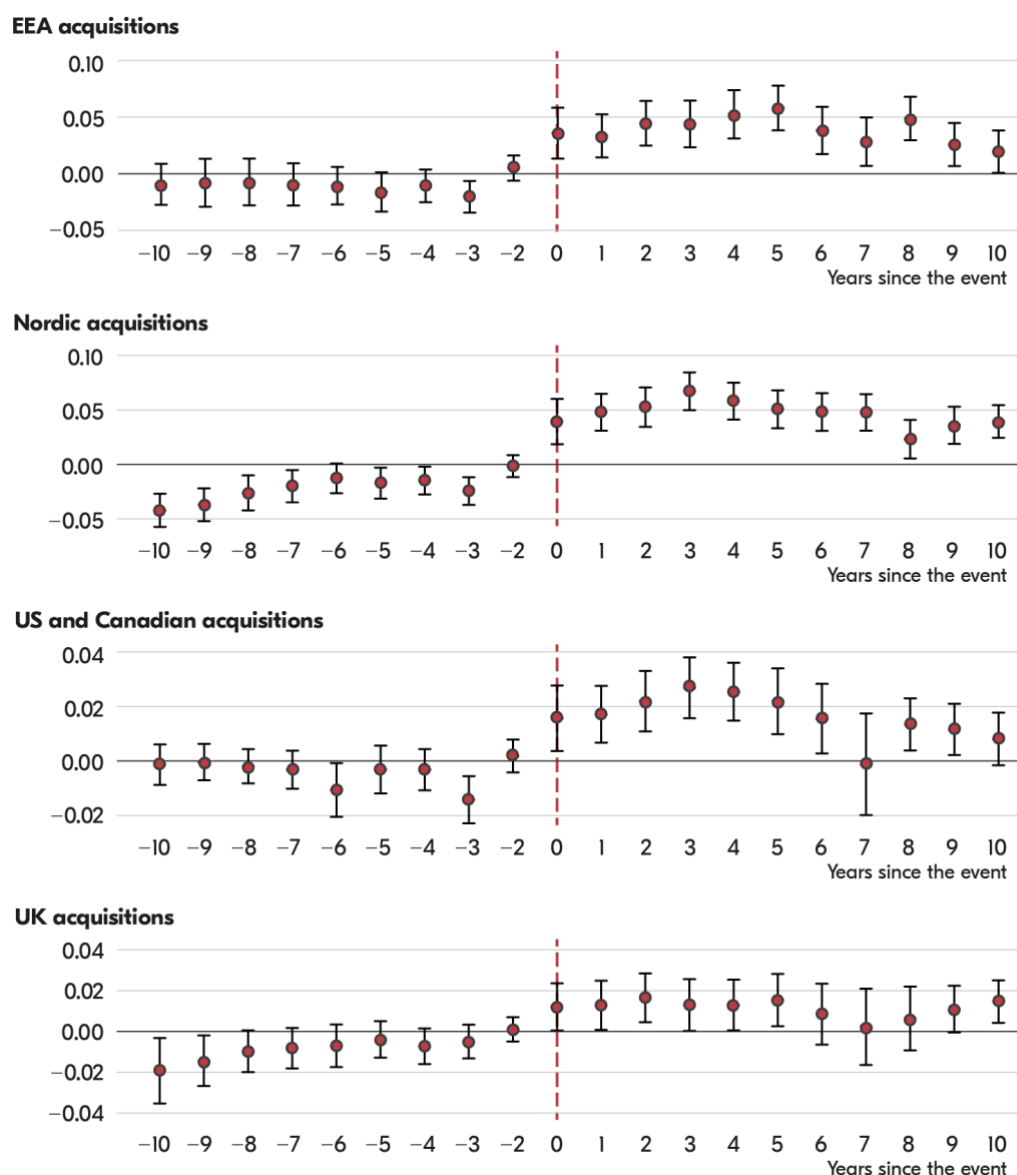 EEA acquisitions
0.10
0.05
0.00
−0.05
−10 −9 −8 −7 −6 −5 −4 −3 −2 0 1 2 3 4 5 6 7 8 9 10
Years since the event
Nordic acquisitions
0.10
0.05
0.00
−0.05
−10 −9 −8 −7 −6 −5 −4 −3 −2 0 1 2 3 4 5 6 7 8 9 10
Years since the event
US and Canadian acquisitions
0.04
0.02
0.00
−0.02
−10 −9 −8 −7 −6 −5 −4 −3 −2 0 1 2 3 4 5 6 7 8 9 10
Years since the event
UK acquisitions
0.04
0.02
0.00
−0.02
−0.04
−10 −9 −8 −7 −6 −5 −4 −3 −2 0 1 2 3 4 5 6 7 8 9 10
Years since the event